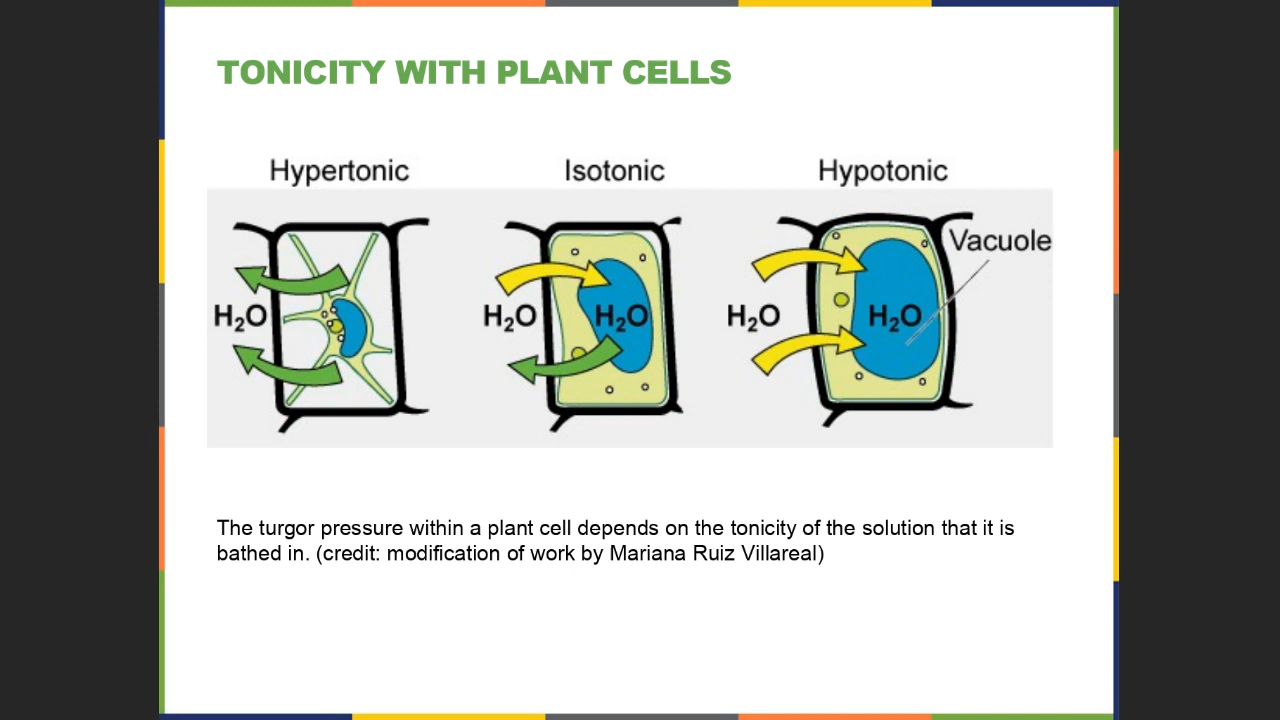 TONICITY WITH PLANT CELLS
Hypertonic
Isotonic
Hypotonic
Vacuole
H₂O
H₂O
H₂O
H₂O
H₂O
The turgor pressure within a plant cell depends on the tonicity of the solution that it is
bathed in. (credit: modification of work by Mariana Ruiz Villareal)